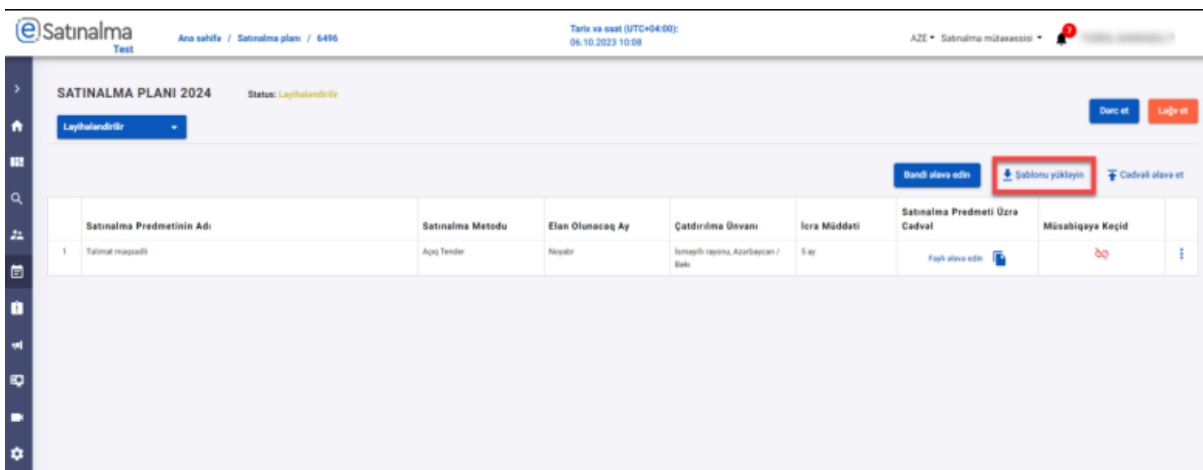 eSatınalma
Test
Ana səhifə / Satınalma planı / 6496
Tarix və saat (UTC+04:00):
06.10.2023 10:08
AZE Satınalma mütəxəssisi
7
SATINALMA PLANI 2024
Status: Layihələndirilir
Layihələndirilir
Dərc et
Ləğv et
Bəndi əlavə edin
Şablonu yükləyin
Cədvəli əlavə et
Satınalma Predmetinin Adı
Satınalma Metodu
Elan Olunacaq Ay
Çatdırılma Ünvanı
İcra Müddəti
Satınalma Predmeti Üzrə
Cədvəl
Müsabiqəyə Keçid
1
Təlimat məqsədli
Açıq Tender
Noyabr
İsmayıllı rayonu, Azərbaycan /
Bakı
5 ay
Faylı əlavə edin